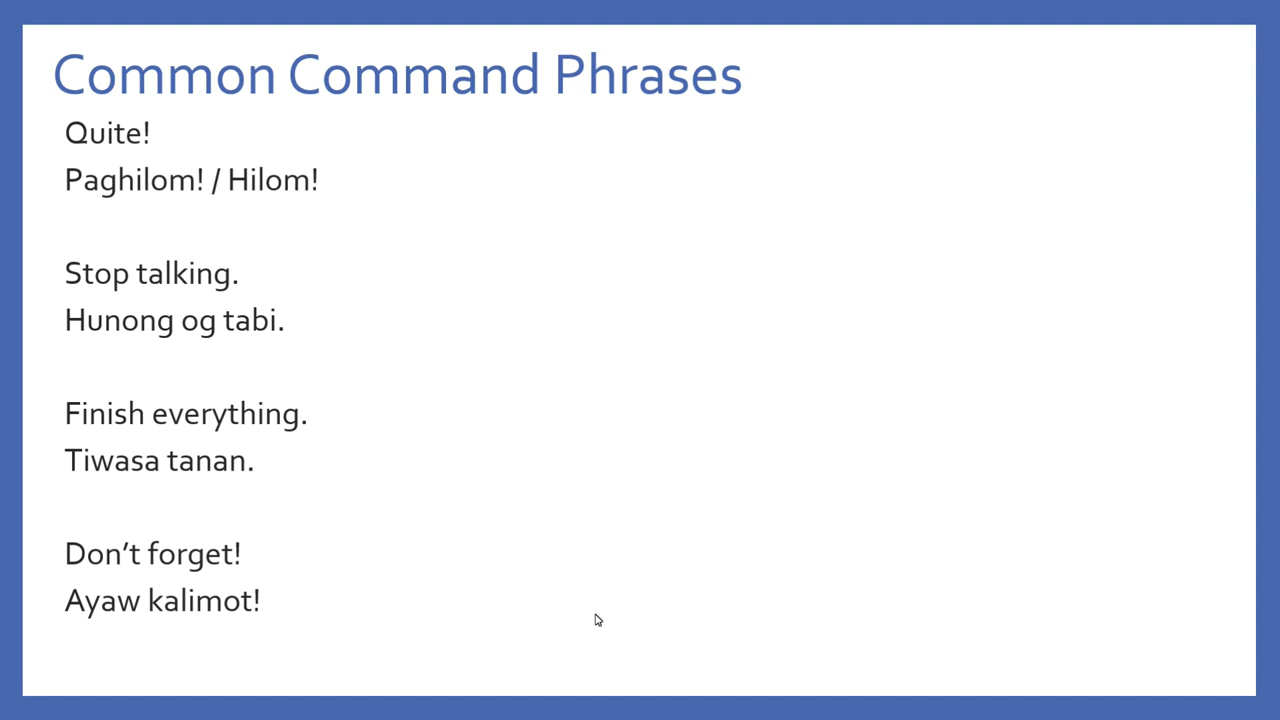 Common Command Phrases
Quite!
Paghilom! / Hilom!
Stop talking.
Hunong og tabi.
Finish everything.
Tiwasa tanan.
Don’t forget!
Ayaw kalimot!